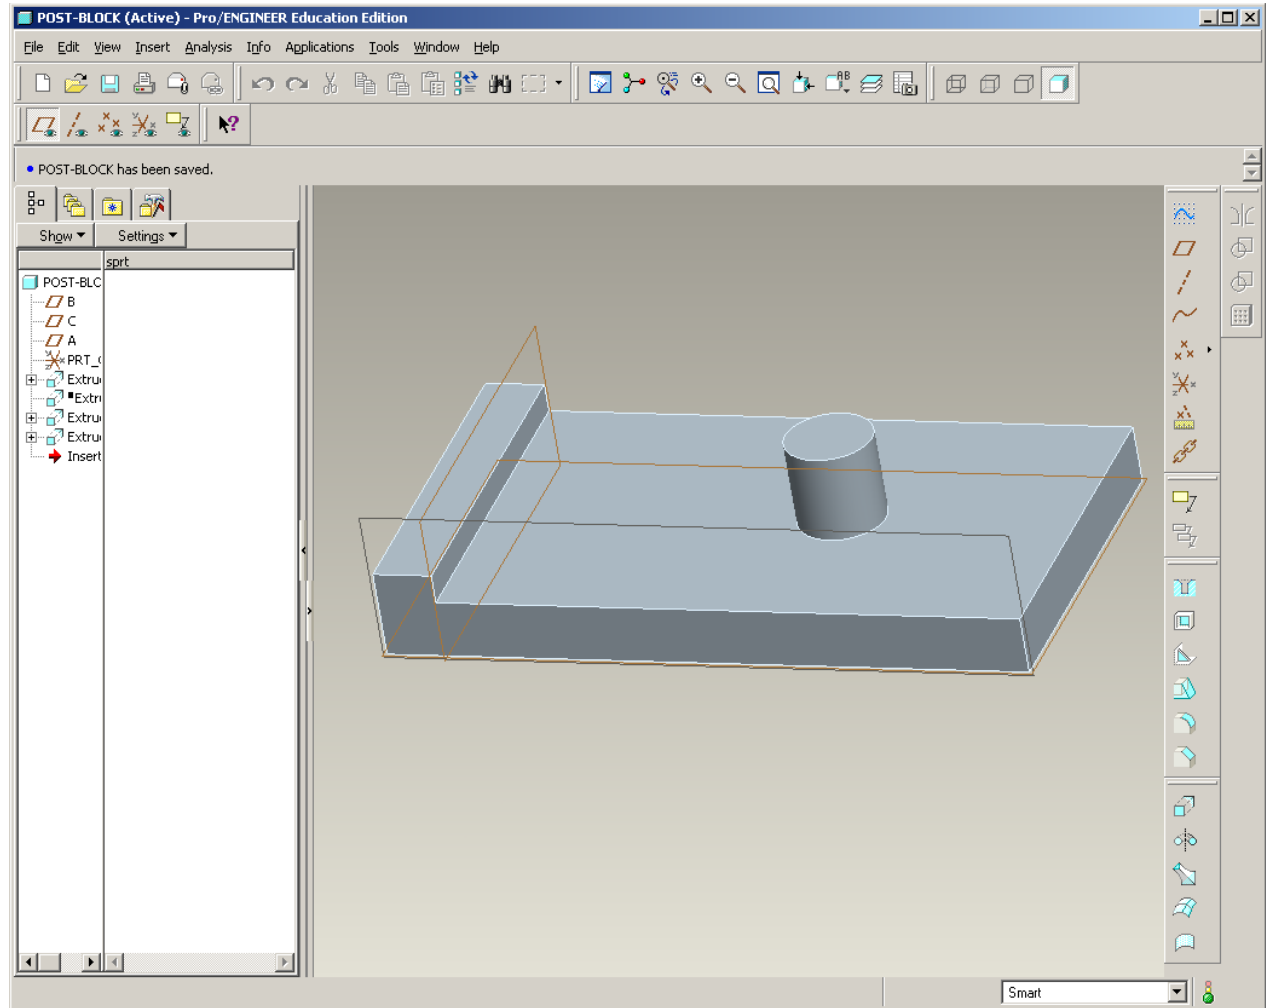 POST-BLOCK (Active) - Pro/ENGINEER Education Edition
File Edit View Insert Analysis Info Applications Tools Window Help
POST-BLOCK has been saved.
Show Settings
sprt
POST-BLC
B
C
A
PRT_
Extru
Extr
Extru
Extru
Insert
Smart